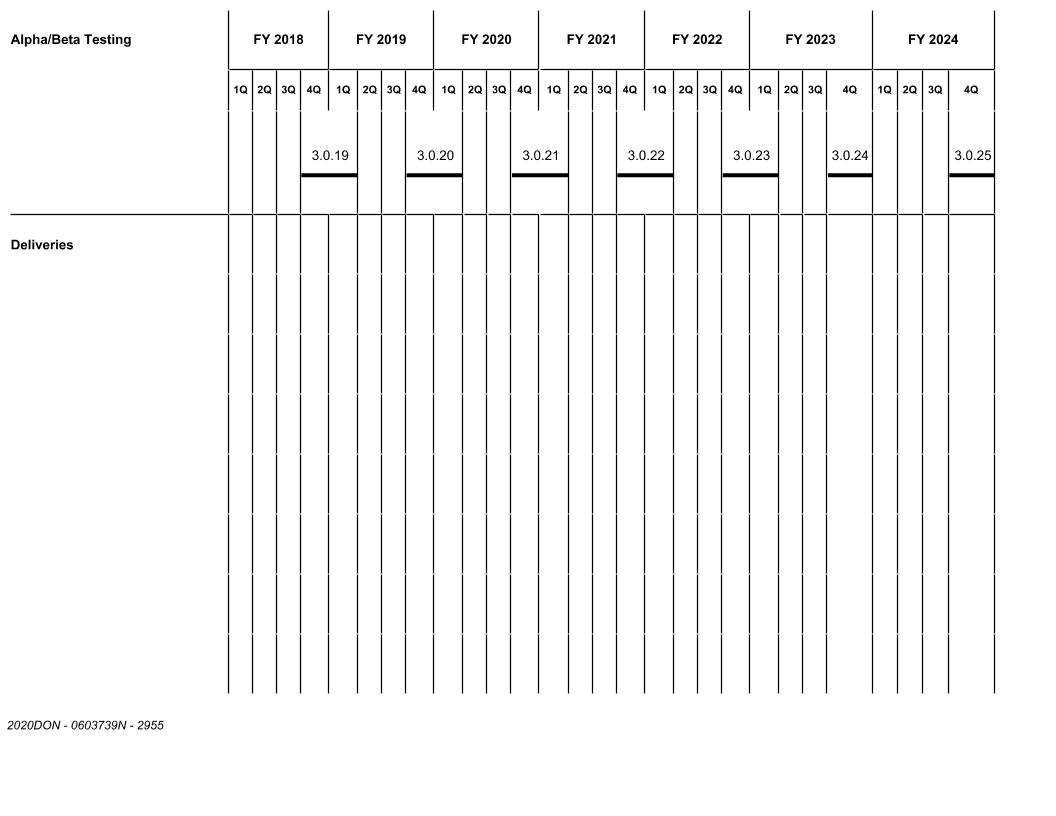 Alpha/Beta Testing FY 2018 FY 2019 FY 2020 FY 2021 FY 2022 FY 2023 FY 2024
1Q 2Q 3Q 4Q 1Q 2Q 3Q 4Q 1Q 2Q 3Q 4Q 1Q 2Q 3Q 4Q 1Q 2Q 3Q 4Q 1Q 2Q 3Q 4Q 1Q 2Q 3Q 4Q
3.0.19 3.0.20 3.0.21 3.0.22 3.0.23 3.0.24 3.0.25
Deliveries
2020DON - 0603739N - 2955